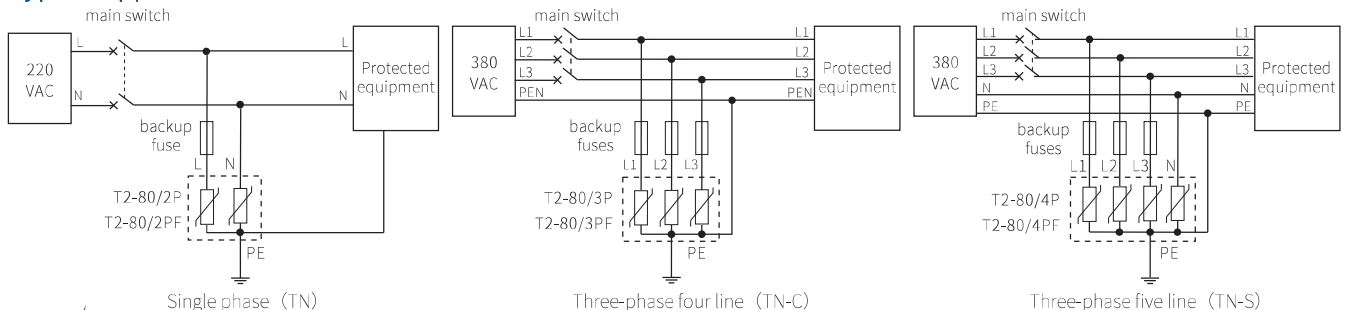 main switch
L
L
220
VAC
Protected
equipment
N
N
backup
fuse
L
N
T2-80/2P
T2-80/2PF
PE
Single phase（TN）
main switch
L1
L1
L2
L2
380
VAC
L3
L3
Protected
equipment
PEN
PEN
backup
fuses
L1
L2
L3
T2-80/3P
T2-80/3PF
PE
Three-phase four line（TN-C）
main switch
L1
L1
L2
L2
380
VAC
L3
L3
Protected
equipment
N
N
PE
PE
backup
fuses
L1
L2
L3
N
T2-80/4P
T2-80/4PF
PE
Three-phase five line（TN-S）